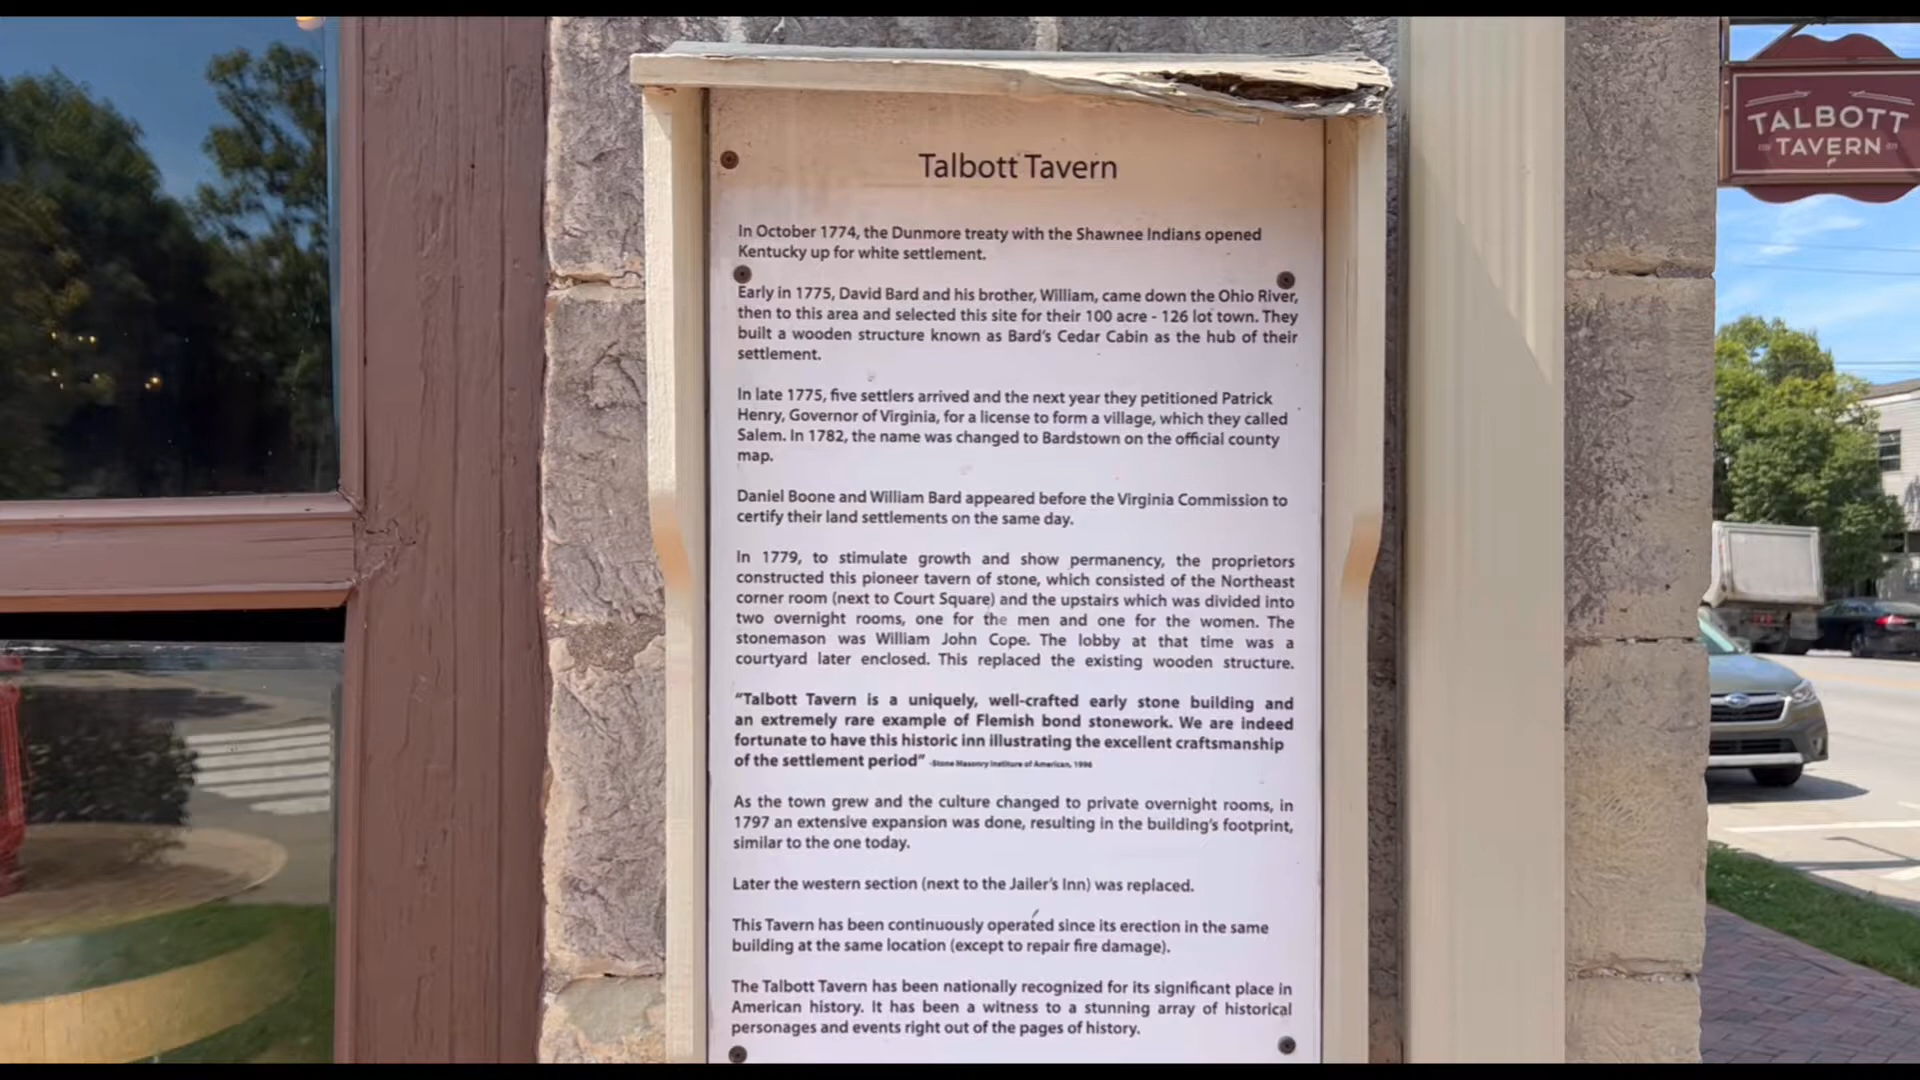 Talbott Tavern
In October 1774, the Dunmore treaty with the Shawnee Indians opened
Kentucky up for white settlement.
Early in 1775, David Bard and his brother, William, came down the Ohio River,
then to this area and selected this site for their 100 acre - 126 lot town. They
built a wooden structure known as Bard's Cedar Cabin as the hub of their
settlement.
In late 1775, five settlers arrived and the next year they petitioned Patrick
Henry, Governor of Virginia, for a license to form a village, which they called
Salem. In 1782, the name was changed to Bardstown on the official county
map.
Daniel Boone and William Bard appeared before the Virginia Commission to
certify their land settlements on the same day.
In 1779, to stimulate growth and show permanency, the proprietors
constructed this pioneer tavern of stone, which consisted of the Northeast
corner room (next to Court Square) and the upstairs which was divided into
two overnight rooms, one for the men and one for the women. The
stonemason was William John Cope. The lobby at that time was a
courtyard later enclosed. This replaced the existing wooden structure.
"Talbott Tavern is a uniquely, well-crafted early stone building and
an extremely rare example of Flemish bond stonework. We are indeed
fortunate to have this historic inn illustrating the excellent craftsmanship
of the settlement period" -Stone Masonry Institure of American, 1996
As the town grew and the culture changed to private overnight rooms, in
1797 an extensive expansion was done, resulting in the building's footprint,
similar to the one today.
Later the western section (next to the Jailer's Inn) was replaced.
This Tavern has been continuously operated since its erection in the same
building at the same location (except to repair fire damage).
The Talbott Tavern has been nationally recognized for its significant place in
American history. It has been a witness to a stunning array of historical
personages and events right out of the pages of history.
TALBOTT
TAVERN